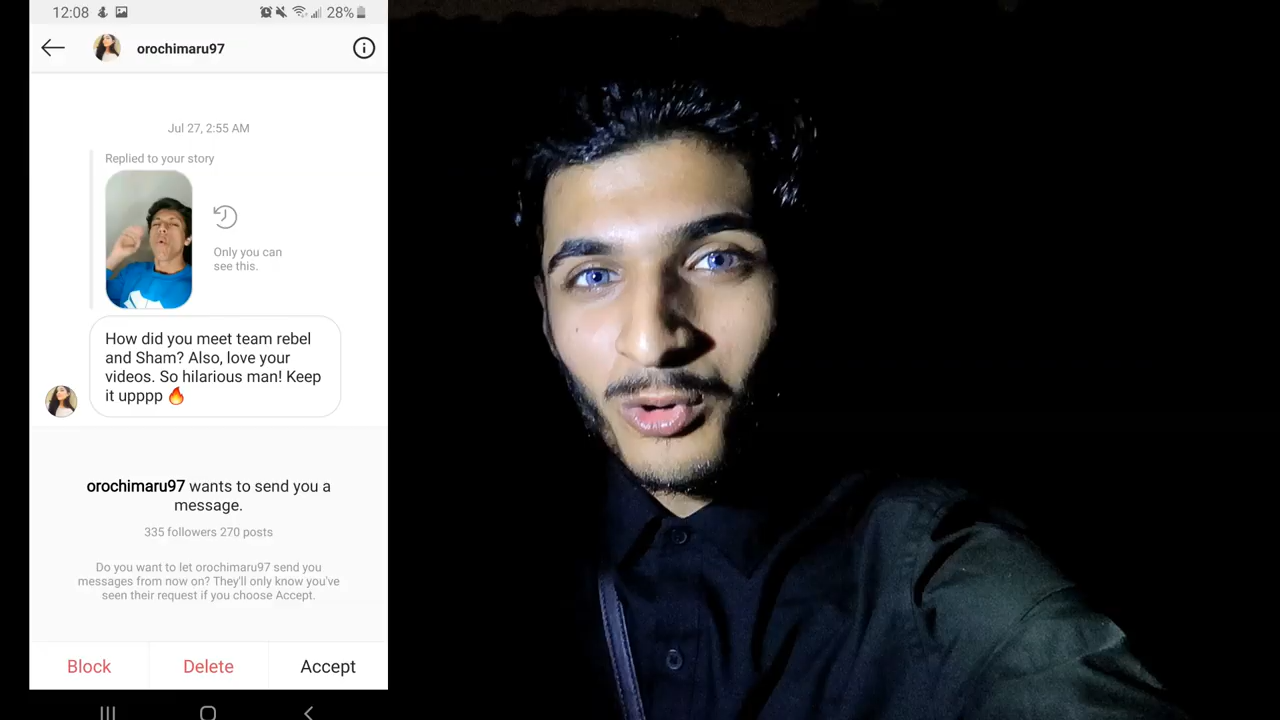 12:08
28%
orochimaru97
Jul 27, 2:55 AM
Replied to your story
Only you can
see this.
How did you meet team rebel
and Sham? Also, love your
videos. So hilarious man! Keep
it upppp 🔥
orochimaru97 wants to send you a
message.
335 followers 270 posts
Do you want to let orochimaru97 send you
messages from now on? They'll only know you've
seen their request if you choose Accept.
Block
Delete
Accept